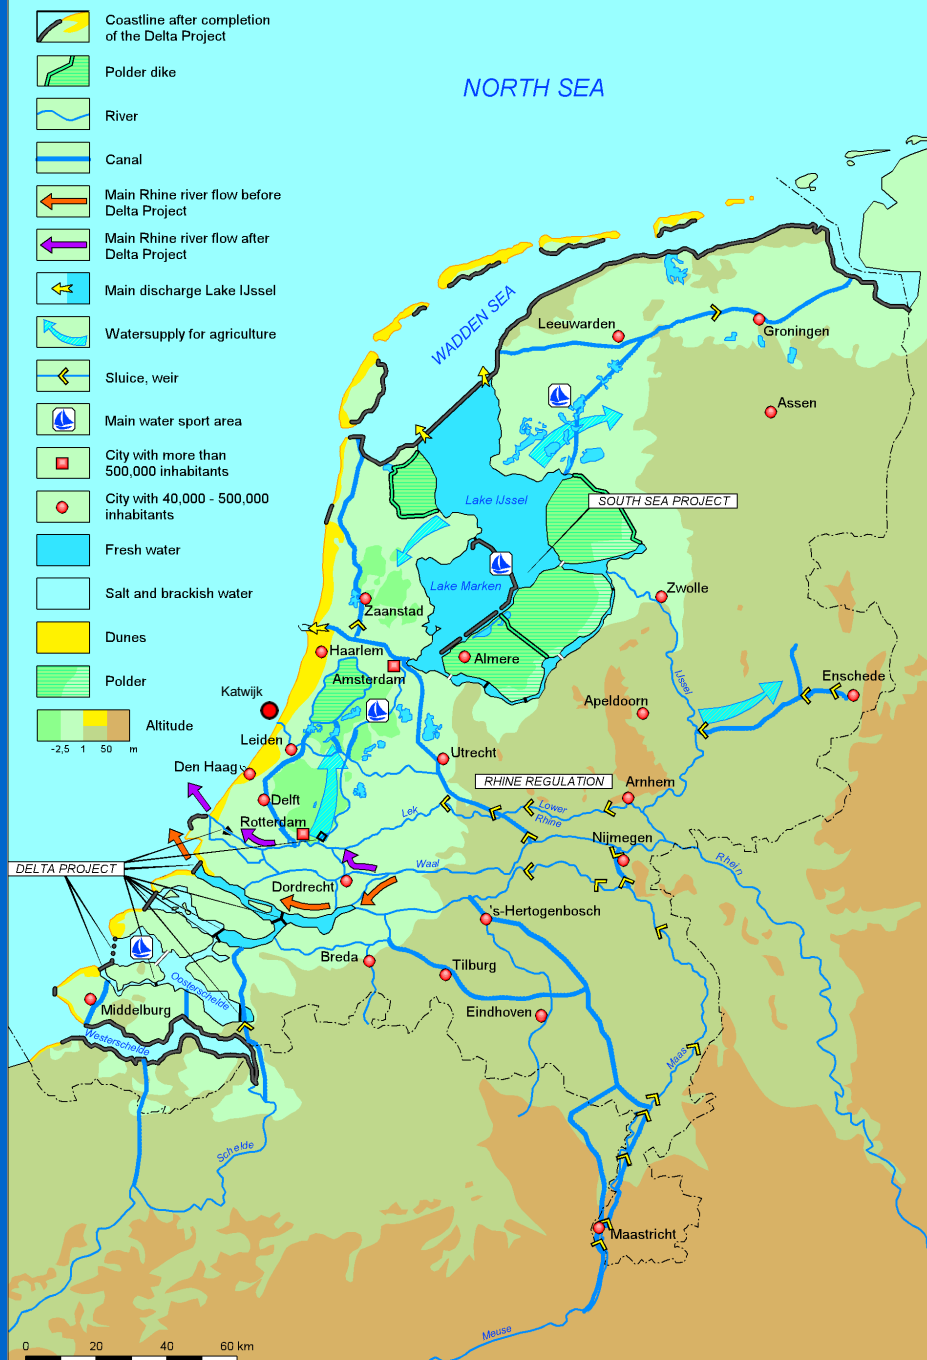 Coastline after completion
of the Delta Project
Polder dike
River
Canal
Main Rhine river flow before
Delta Project
Main Rhine river flow after
Delta Project
Main discharge Lake IJssel
Watersupply for agriculture
Sluice, weir
Main water sport area
City with more than
500,000 inhabitants
City with 40,000 - 500,000
inhabitants
Fresh water
Salt and brackish water
Dunes
Polder
Altitude
-2,5 1 50 m
NORTH SEA
WADDEN SEA
Leeuwarden
Groningen
Assen
Lake IJssel
SOUTH SEA PROJECT
Lake Marken
Zwolle
Zaanstad
Haarlem
Almere
Amsterdam
IJssel
Enschede
Katwijk
Apeldoorn
Leiden
Utrecht
Den Haag
RHINE REGULATION
Arnhem
Delft
Lek
Lower
Rhine
Rotterdam
Nijmegen
Rhein
DELTA PROJECT
Waal
Dordrecht
's-Hertogenbosch
Breda
Tilburg
Oosterschelde
Middelburg
Eindhoven
Westerschelde
Maas
Schelde
Maastricht
Meuse
0 20 40 60 km